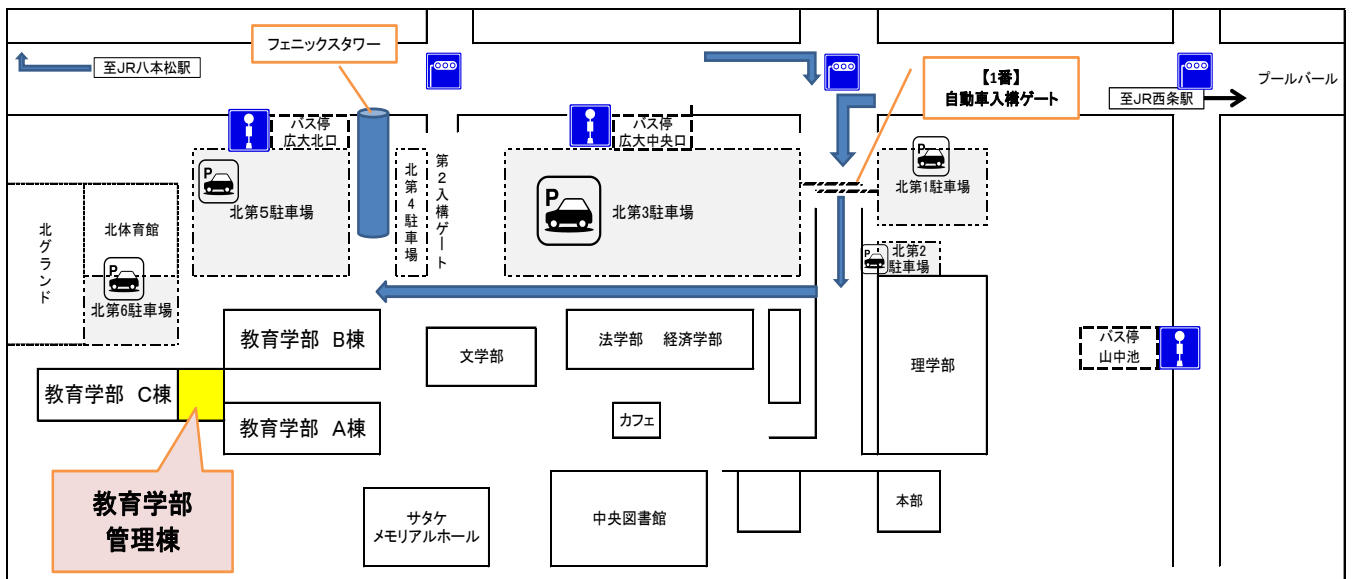 フェニックスタワー
至JR八本松駅
【1番】
自動車入構ゲート
至JR西条駅
プールバール
バス停
広大北口
バス停
広大中央口
北第5駐車場
北第4駐車場
第2入構ゲート
北第3駐車場
北第1駐車場
北第2
駐車場
北グランド
北体育館
北第6駐車場
教育学部 B棟
文学部
法学部 経済学部
理学部
バス停
山中池
教育学部 C棟
教育学部 A棟
カフェ
教育学部
管理棟
サタケ
メモリアルホール
中央図書館
本部
P
P
P
P
P